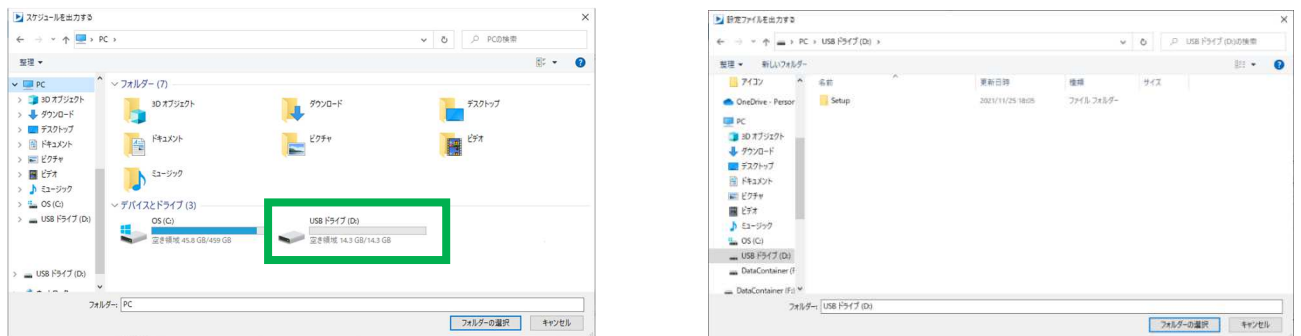 スケジュールを出力する
PC
PCの検索
整理
PC
3D オブジェクト
ダウンロード
デスクトップ
ドキュメント
ピクチャ
ビデオ
ミュージック
OS (C:)
USB ドライブ (D:)
USB ドライブ (D:)
フォルダー (7)
3D オブジェクト
ダウンロード
デスクトップ
ドキュメント
ピクチャ
ビデオ
ミュージック
デバイスとドライブ (3)
OS (C:)
空き領域 45.8 GB/459 GB
USB ドライブ (D:)
空き領域 14.3 GB/14.3 GB
フォルダー: PC
フォルダーの選択 キャンセル
設定ファイルを出力する
PC › USB ドライブ (D:) ›
USB ドライブ (D:)の検索
整理 新しいフォルダー
アイコン
OneDrive - Person
PC
3D オブジェクト
ダウンロード
デスクトップ
ドキュメント
ピクチャ
ビデオ
ミュージック
OS (C:)
USB ドライブ (D:)
DataContainer (F
DataContainer (F:)
名前 更新日時 種類 サイズ
Setup 2021/11/25 18:05 ファイル フォルダー
フォルダー: USB ドライブ (D:)
フォルダーの選択 キャンセル